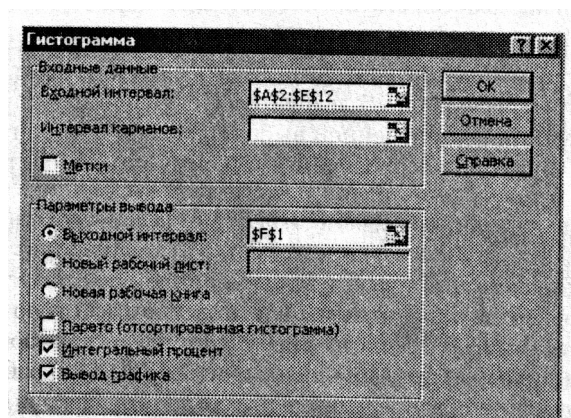 Гистограмма
Входные данные
Входной интервал: $A$2:$E$12
Интервал карманов:
Метки
OK
Отмена
Справка
Параметры вывода
Выходной интервал: $F$1
Новый рабочий лист:
Новая рабочая книга
Парето (отсортированная гистограмма)
Интегральный процент
Вывод графика